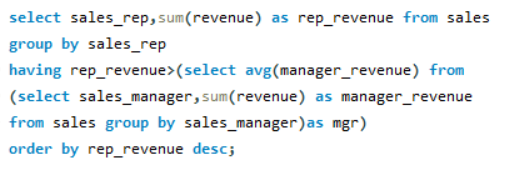 select sales_rep,sum(revenue) as rep_revenue from sales
group by sales_rep
having rep_revenue>(select avg(manager_revenue) from
(select sales_manager,sum(revenue) as manager_revenue
from sales group by sales_manager)as mgr)
order by rep_revenue desc;